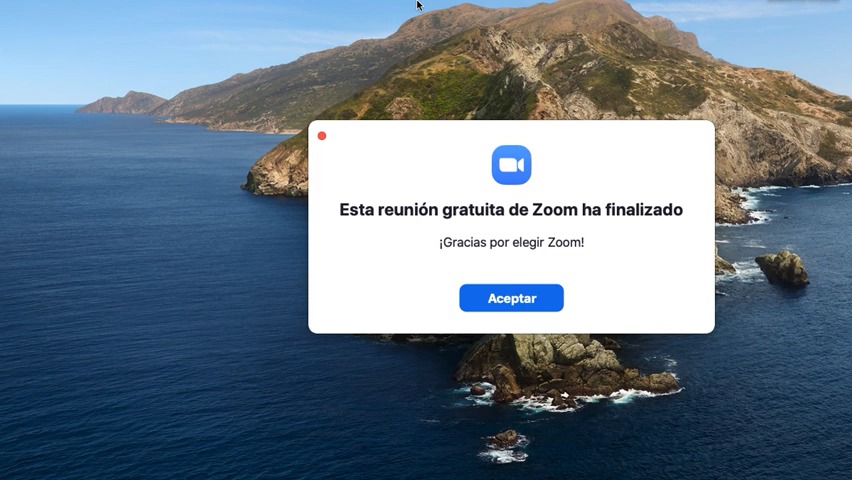 Esta reunión gratuita de Zoom ha finalizado
¡Gracias por elegir Zoom!
Aceptar